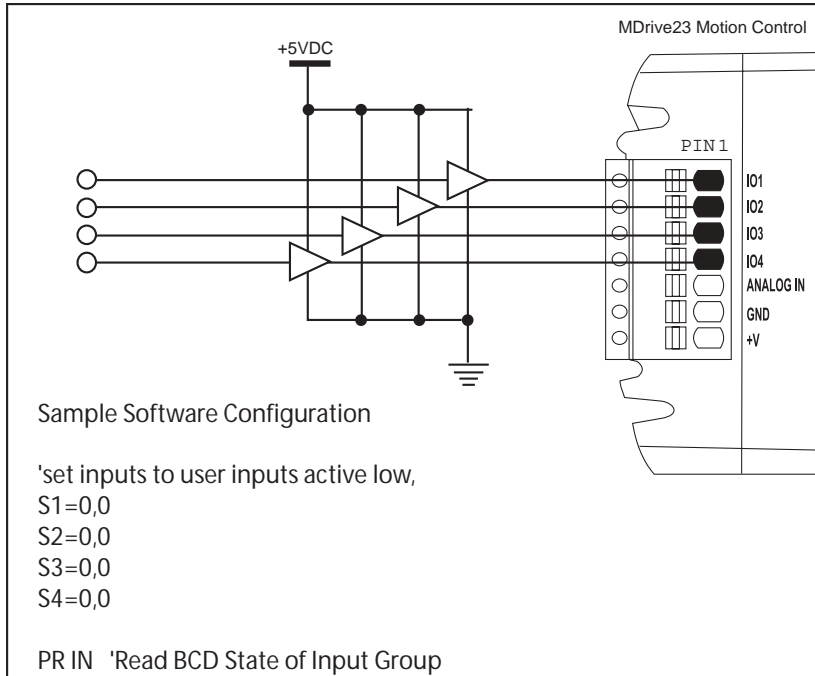 MDrive23 Motion Control
+5VDC
PIN1
IO1
IO2
IO3
IO4
ANALOG IN
GND
+V
Sample Software Configuration
'set inputs to user inputs active low,
S1=0,0
S2=0,0
S3=0,0
S4=0,0
PR IN 'Read BCD State of Input Group